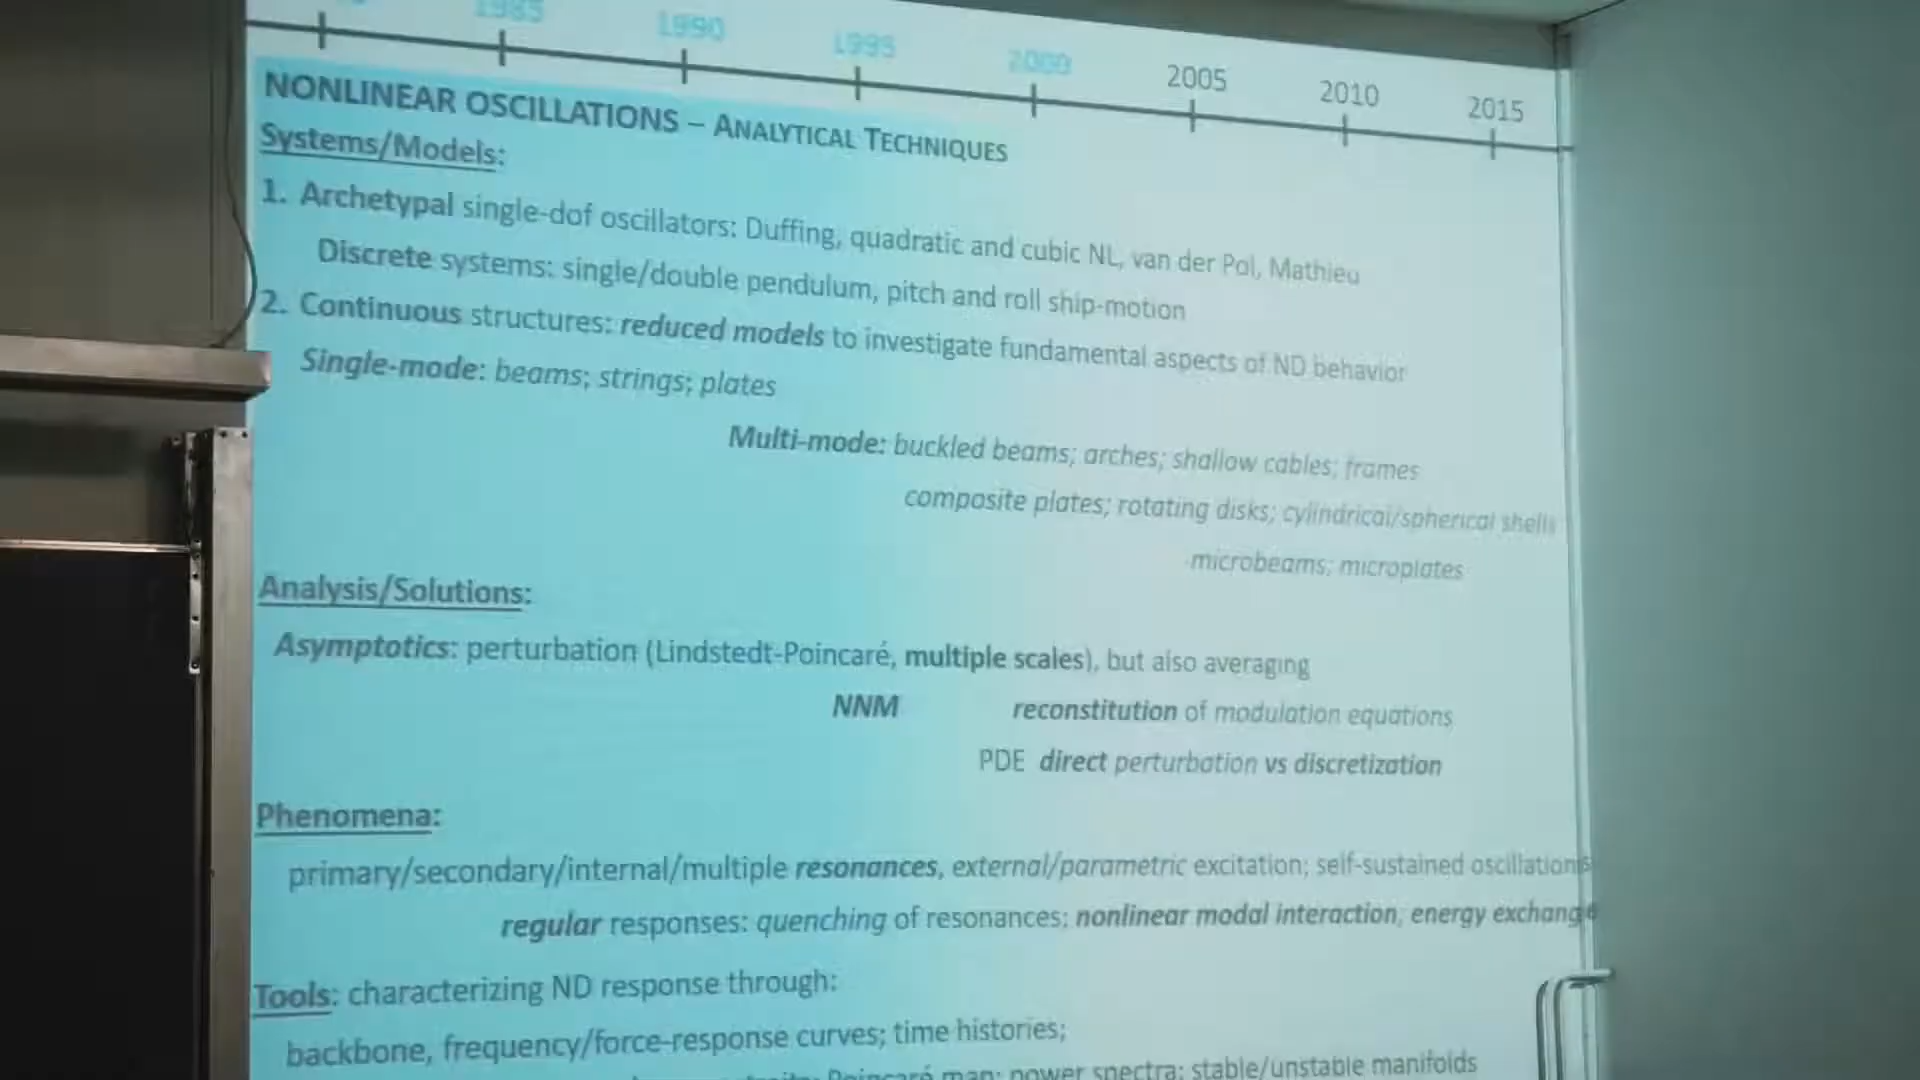 1985 1990 1995 2000 2005 2010 2015
NONLINEAR OSCILLATIONS – ANALYTICAL TECHNIQUES
Systems/Models:
1. Archetypal single-dof oscillators: Duffing, quadratic and cubic NL, van der Pol, Mathieu
Discrete systems: single/double pendulum, pitch and roll ship-motion
2. Continuous structures: reduced models to investigate fundamental aspects of ND behavior
Single-mode: beams; strings; plates
Multi-mode: buckled beams; arches; shallow cables; frames
composite plates; rotating disks; cylindrical/spherical shells
microbeams; microplates
Analysis/Solutions:
Asymptotics: perturbation (Lindstedt-Poincaré, multiple scales), but also averaging
NNM reconstitution of modulation equations
PDE direct perturbation vs discretization
Phenomena:
primary/secondary/internal/multiple resonances, external/parametric excitation; self-sustained oscillations
regular responses: quenching of resonances; nonlinear modal interaction, energy exchange
Tools: characterizing ND response through:
backbone, frequency/force-response curves; time histories;
Poincaré map; power spectra; stable/unstable manifolds